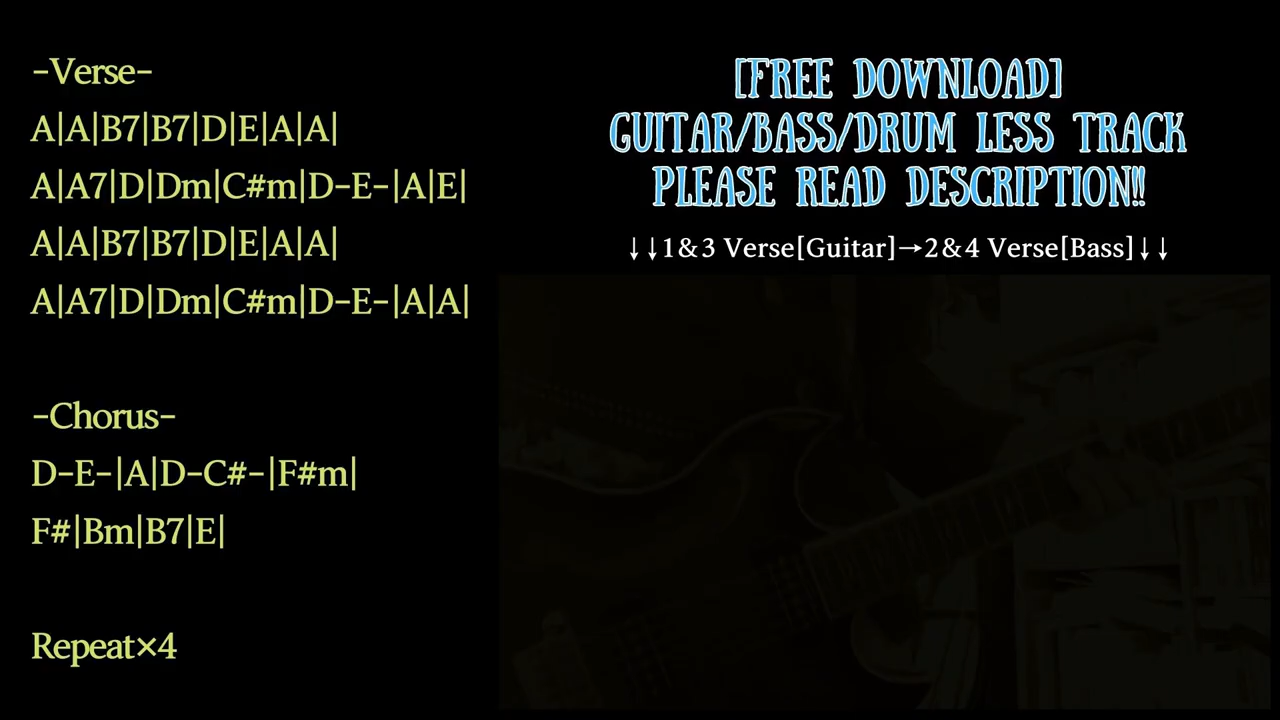 -Verse-
A|A|B7|B7|D|E|A|A|
A|A7|D|Dm|C#m|D-E-|A|E|
A|A|B7|B7|D|E|A|A|
A|A7|D|Dm|C#m|D-E-|A|A|
-Chorus-
D-E-|A|D-C#-|F#m|
F#|Bm|B7|E|
Repeat×4
[FREE DOWNLOAD]
GUITAR/BASS/DRUM LESS TRACK
PLEASE READ DESCRIPTION!!
↓↓1&3 Verse[Guitar]→2&4 Verse[Bass]↓↓